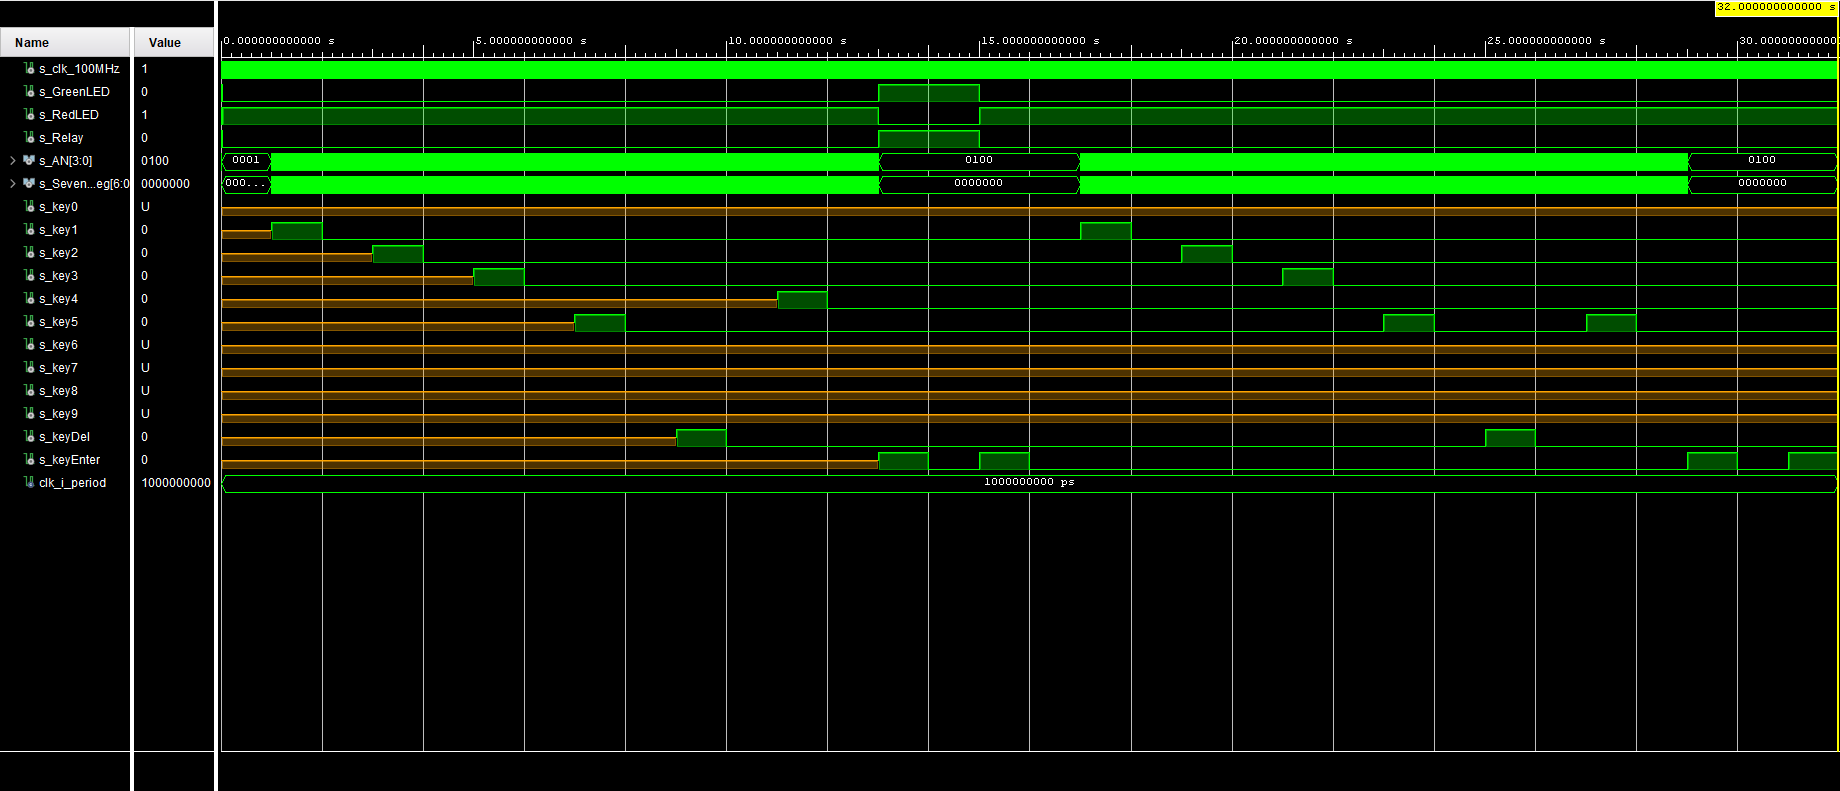 32.000000000000 s
Name Value
0.000000000000 s 5.000000000000 s 10.000000000000 s 15.000000000000 s 20.000000000000 s 25.000000000000 s 30.000000000000
s_clk_100MHz 1
s_GreenLED 0
s_RedLED 1
s_Relay 0
s_AN[3:0] 0100 0001 0100 0100
s_Seven...eg[6:0 0000000 000... 0000000 0000000
s_key0 U
s_key1 0
s_key2 0
s_key3 0
s_key4 0
s_key5 0
s_key6 U
s_key7 U
s_key8 U
s_key9 U
s_keyDel 0
s_keyEnter 0
clk_i_period 1000000000 1000000000 ps